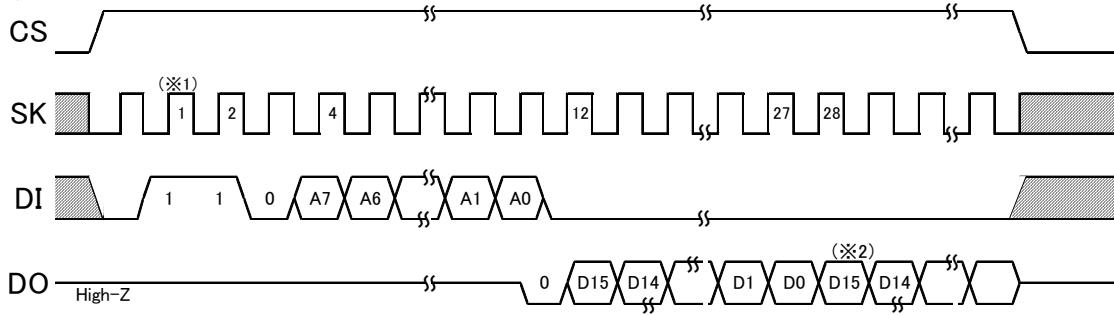 CS
(※1)
SK 1 2 4 12 27 28
DI 1 1 0 A7 A6 A1 A0
(※2)
DO High-Z 0 D15 D14 D1 D0 D15 D14